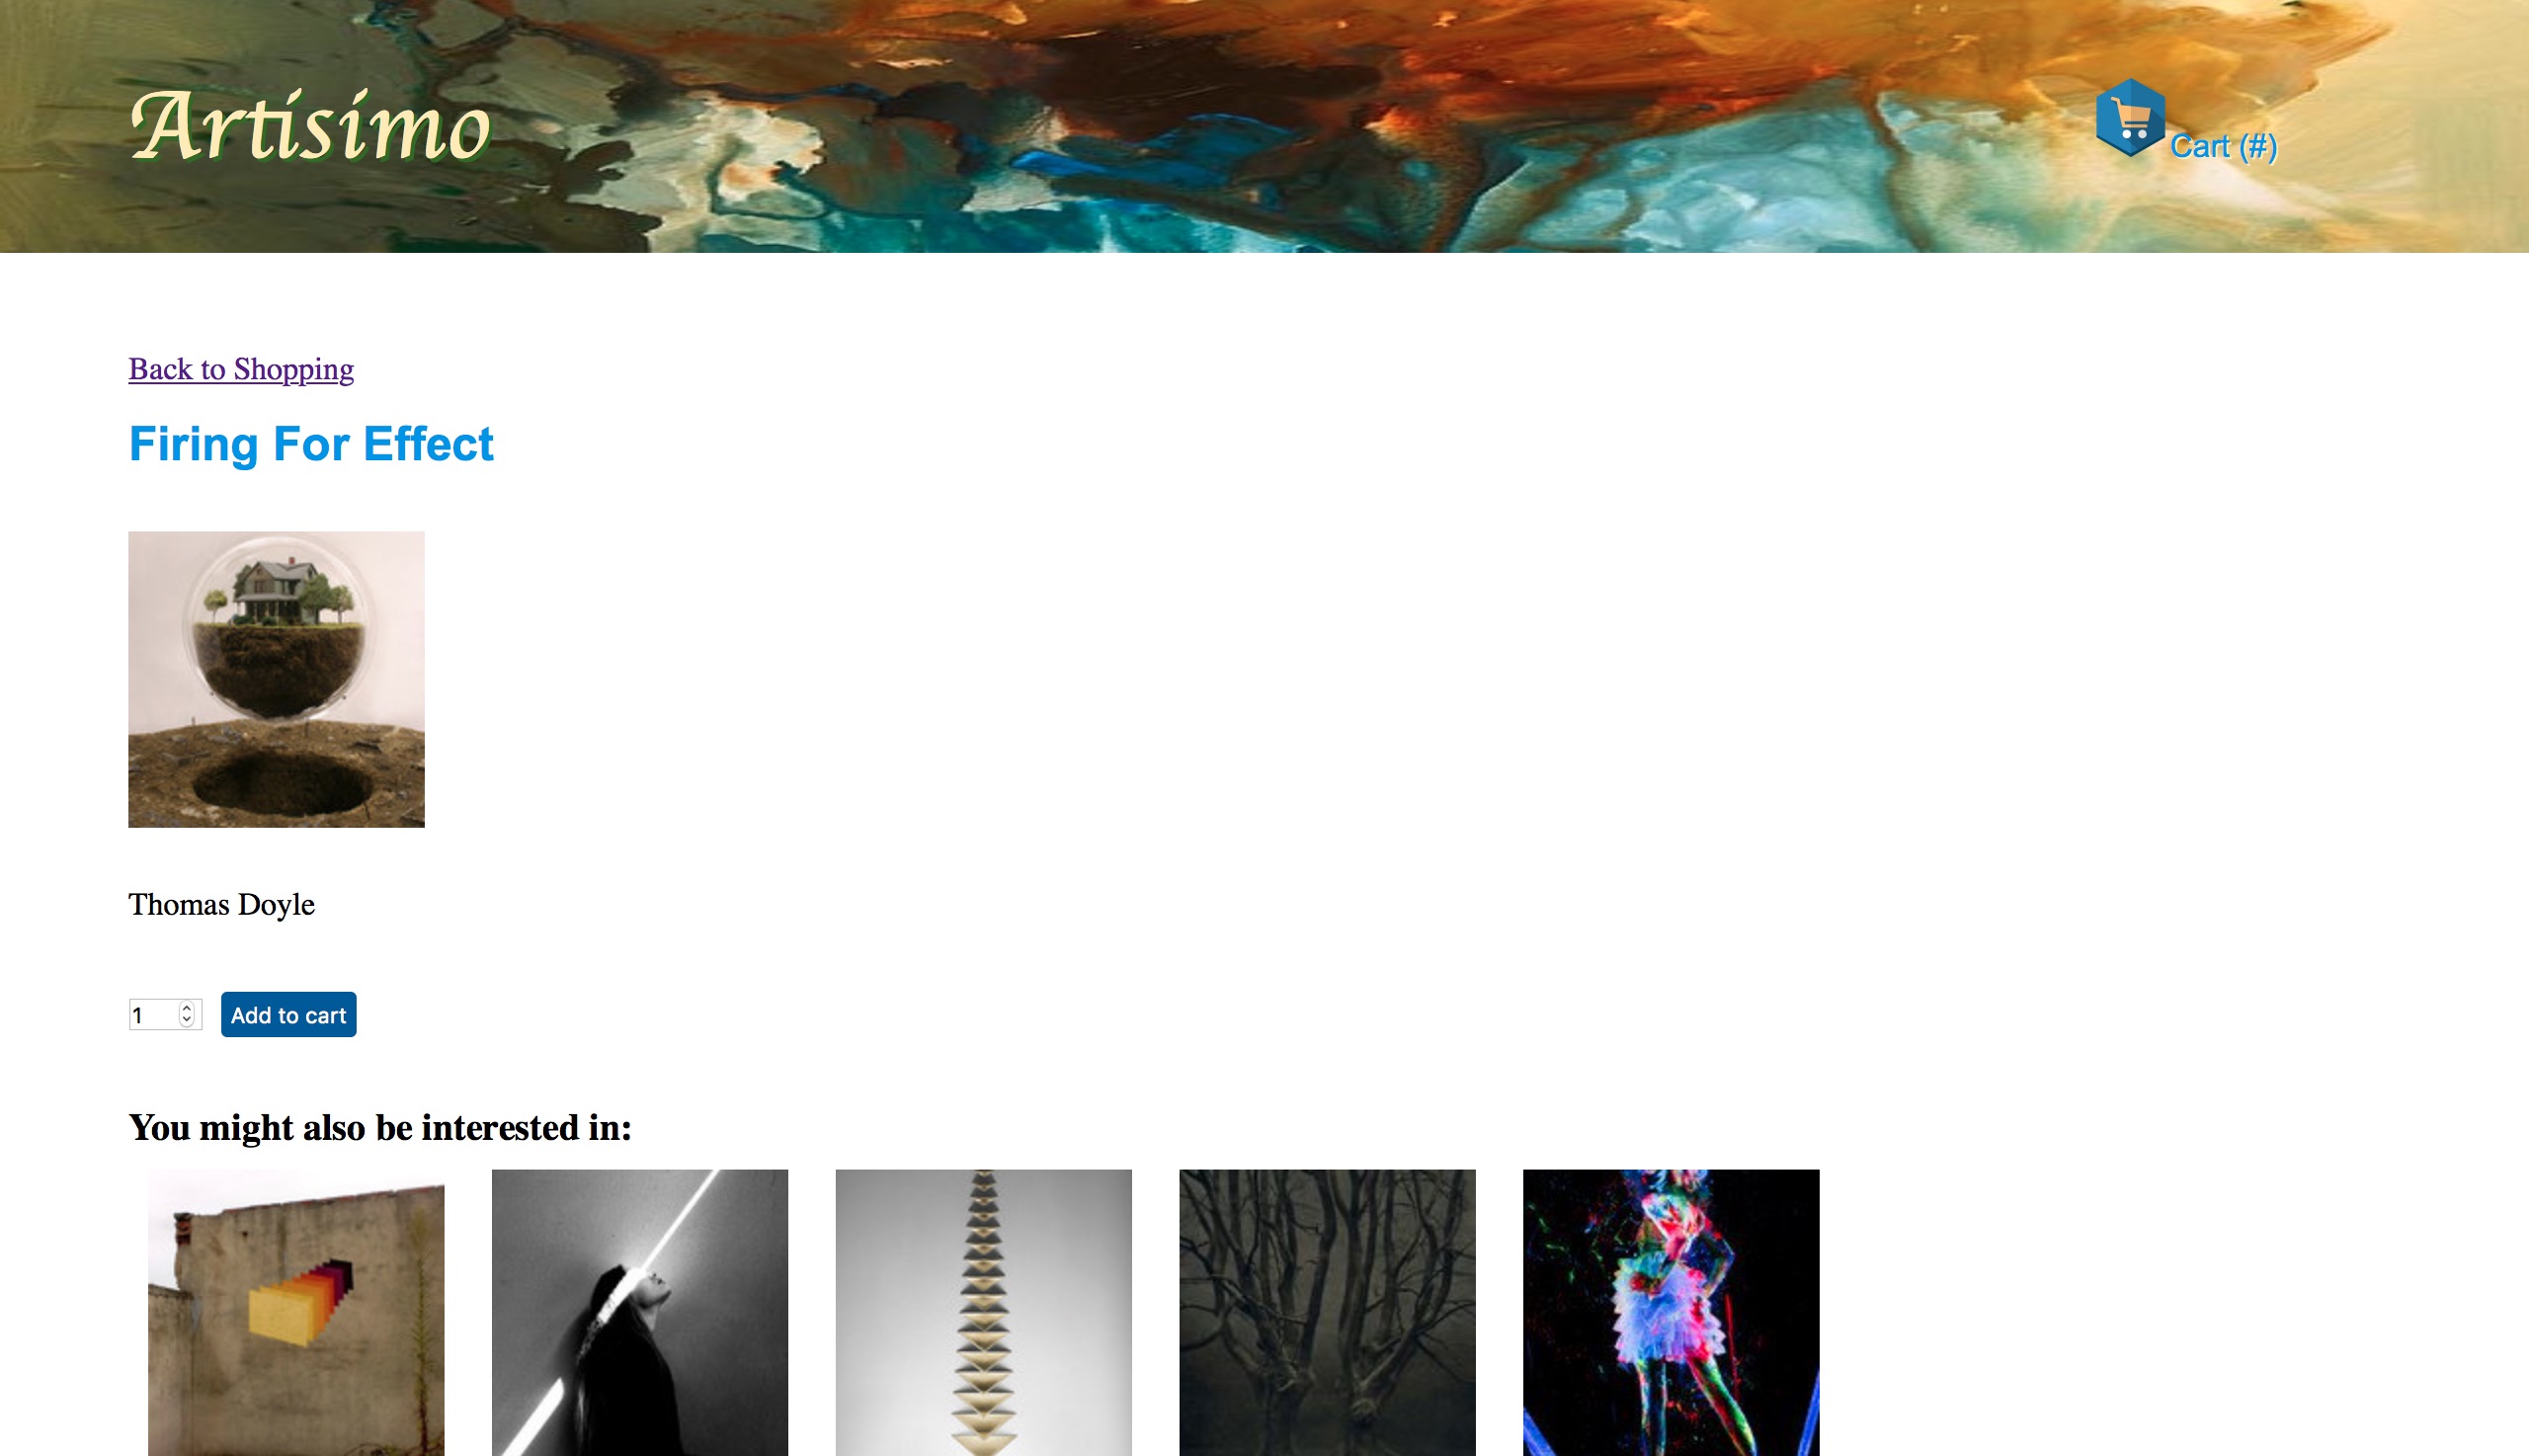 Artisimo
Cart (#)
Back to Shopping
Firing For Effect
Thomas Doyle
1
Add to cart
You might also be interested in: